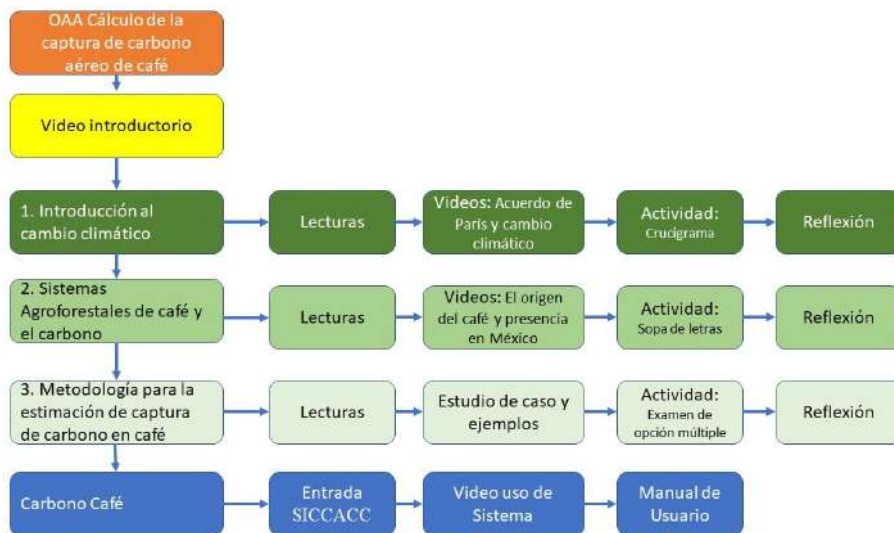 OAA Cálculo de la
captura de carbono
aéreo de café
Video introductorio
1. Introducción al
cambio climático
Lecturas
Videos: Acuerdo de
París y cambio
climático
Actividad:
Crucigrama
Reflexión
2. Sistemas
Agroforestales de café y
el carbono
Lecturas
Videos: El origen
del café y presencia
en México
Actividad:
Sopa de letras
Reflexión
3. Metodología para la
estimación de captura
de carbono en café
Lecturas
Estudio de caso y
ejemplos
Actividad:
Examen de
opción múltiple
Reflexión
Carbono Café
Entrada
SICCACC
Video uso de
Sistema
Manual de
Usuario